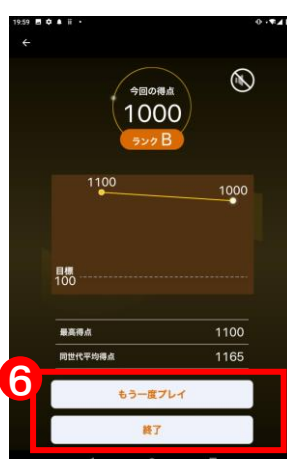 19:59
今回の得点
1000
ランク B
1100
1000
目標
100
最高得点 1100
同世代平均得点 1165
6
もう一度プレイ
終了